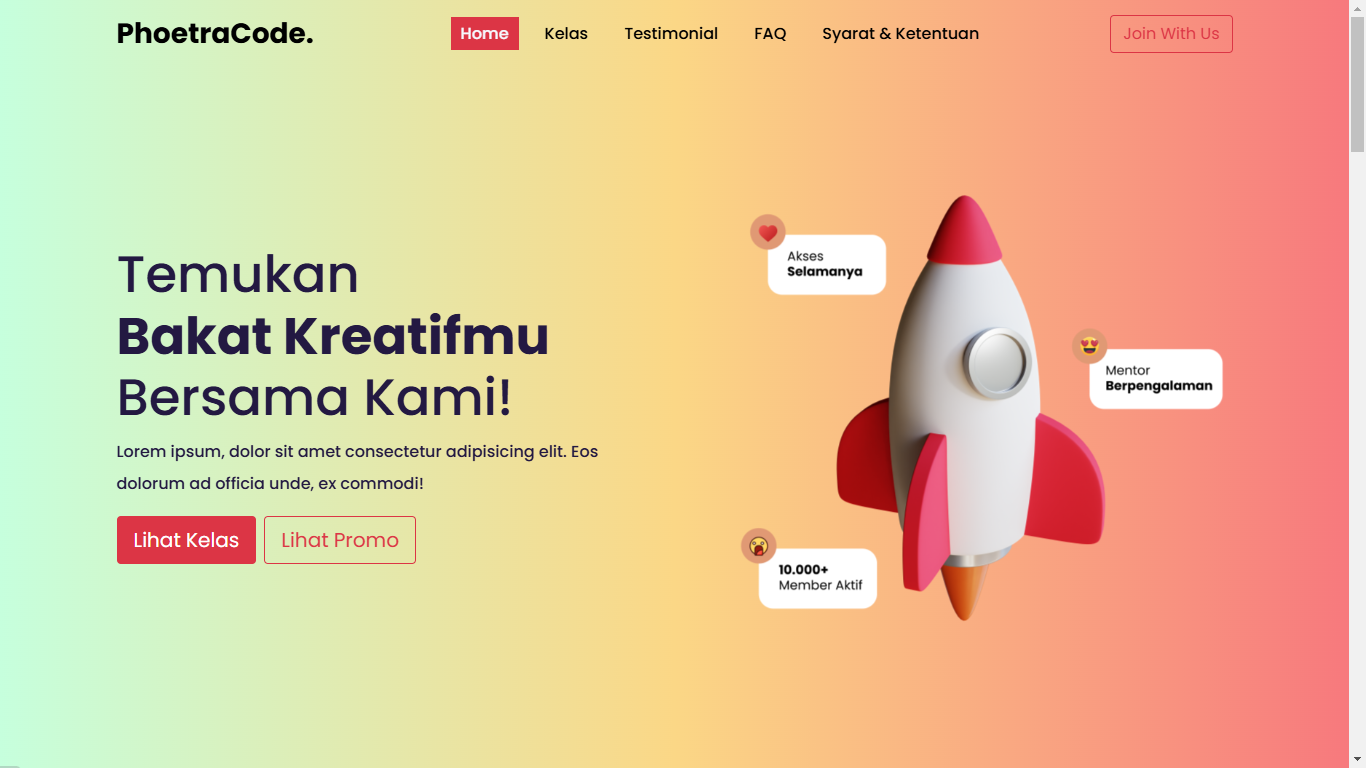 PhoetraCode.
Home
Kelas
Testimonial
FAQ
Syarat & Ketentuan
Join With Us
Temukan
Bakat Kreatifmu
Bersama Kami!
Lorem ipsum, dolor sit amet consectetur adipisicing elit. Eos
dolorum ad officia unde, ex commodi!
Lihat Kelas
Lihat Promo
Akses
Selamanya
Mentor
Berpengalaman
10.000+
Member Aktif